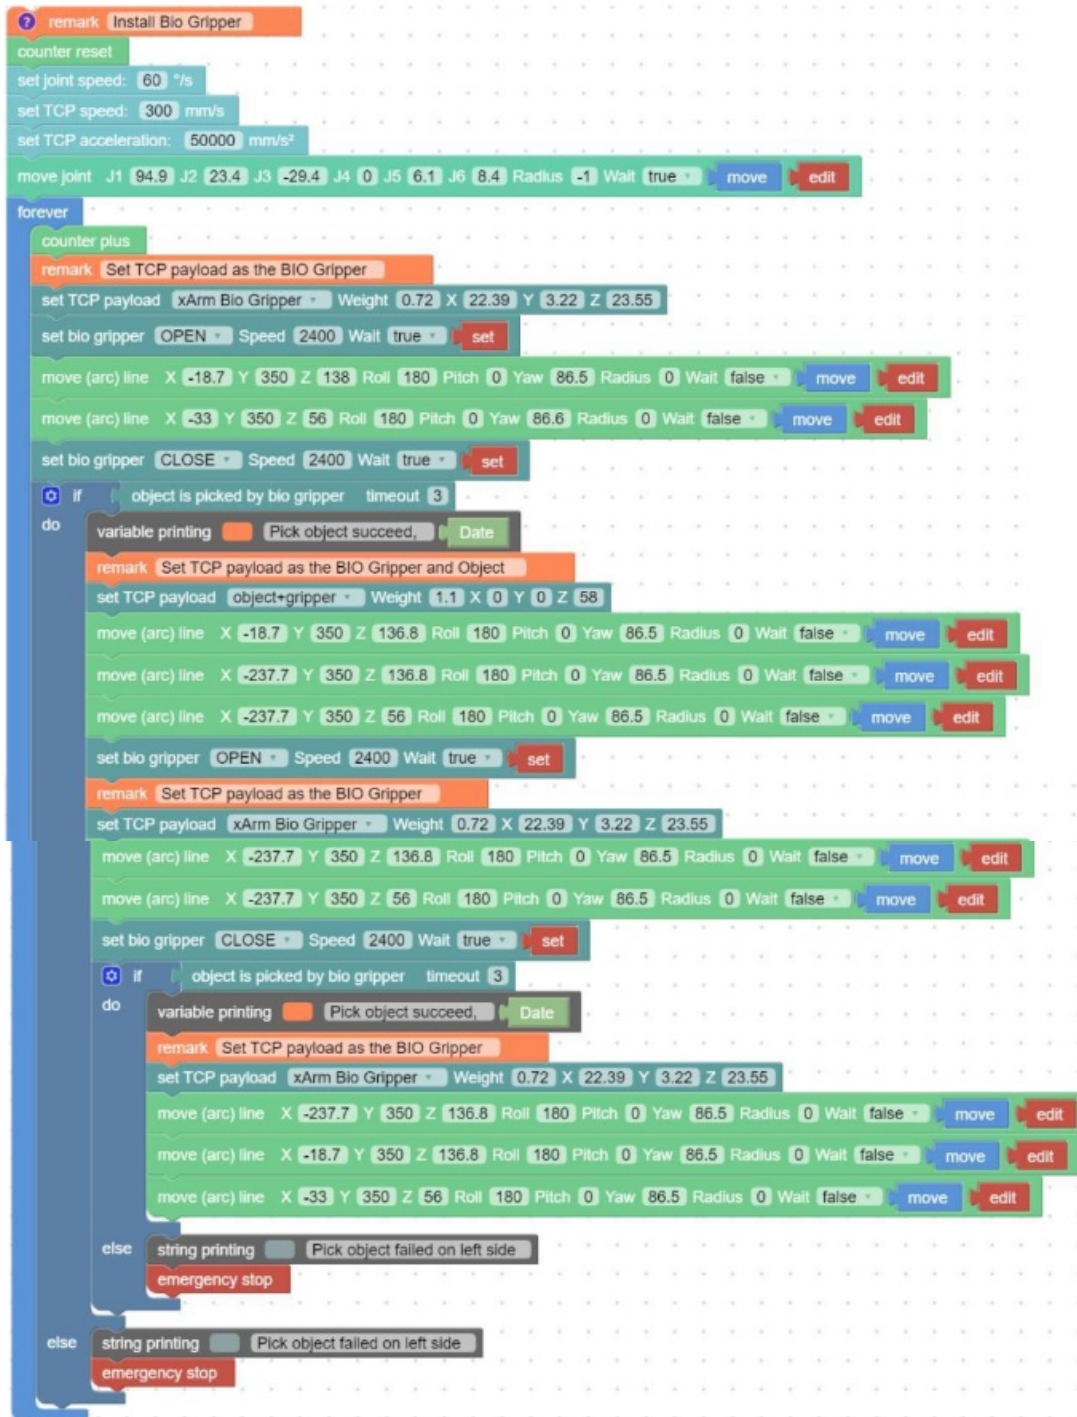 ? remark Install Bio Gripper
counter reset
set joint speed: 60 °/s
set TCP speed: 300 mm/s
set TCP acceleration: 50000 mm/s²
move joint J1 94.9 J2 23.4 J3 -29.4 J4 0 J5 6.1 J6 8.4 Radius -1 Wait true move edit
forever
counter plus
remark Set TCP payload as the BIO Gripper
set TCP payload xArm Bio Gripper Weight 0.72 X 22.39 Y 3.22 Z 23.55
set bio gripper OPEN Speed 2400 Wait true set
move (arc) line X -18.7 Y 350 Z 138 Roll 180 Pitch 0 Yaw 86.5 Radius 0 Wait false move edit
move (arc) line X -33 Y 350 Z 56 Roll 180 Pitch 0 Yaw 86.6 Radius 0 Wait false move edit
set bio gripper CLOSE Speed 2400 Wait true set
if object is picked by bio gripper timeout 3
do variable printing Pick object succeed, Date
remark Set TCP payload as the BIO Gripper and Object
set TCP payload object+gripper Weight 1.1 X 0 Y 0 Z 58
move (arc) line X -18.7 Y 350 Z 136.8 Roll 180 Pitch 0 Yaw 86.5 Radius 0 Wait false move edit
move (arc) line X -237.7 Y 350 Z 136.8 Roll 180 Pitch 0 Yaw 86.5 Radius 0 Wait false move edit
move (arc) line X -237.7 Y 350 Z 56 Roll 180 Pitch 0 Yaw 86.5 Radius 0 Wait false move edit
set bio gripper OPEN Speed 2400 Wait true set
remark Set TCP payload as the BIO Gripper
set TCP payload xArm Bio Gripper Weight 0.72 X 22.39 Y 3.22 Z 23.55
move (arc) line X -237.7 Y 350 Z 136.8 Roll 180 Pitch 0 Yaw 86.5 Radius 0 Wait false move edit
move (arc) line X -237.7 Y 350 Z 56 Roll 180 Pitch 0 Yaw 86.5 Radius 0 Wait false move edit
set bio gripper CLOSE Speed 2400 Wait true set
if object is picked by bio gripper timeout 3
do variable printing Pick object succeed, Date
remark Set TCP payload as the BIO Gripper
set TCP payload xArm Bio Gripper Weight 0.72 X 22.39 Y 3.22 Z 23.55
move (arc) line X -237.7 Y 350 Z 136.8 Roll 180 Pitch 0 Yaw 86.5 Radius 0 Wait false move edit
move (arc) line X -18.7 Y 350 Z 136.8 Roll 180 Pitch 0 Yaw 86.5 Radius 0 Wait false move edit
move (arc) line X -33 Y 350 Z 56 Roll 180 Pitch 0 Yaw 86.5 Radius 0 Wait false move edit
else string printing Pick object failed on left side
emergency stop
else string printing Pick object failed on left side
emergency stop